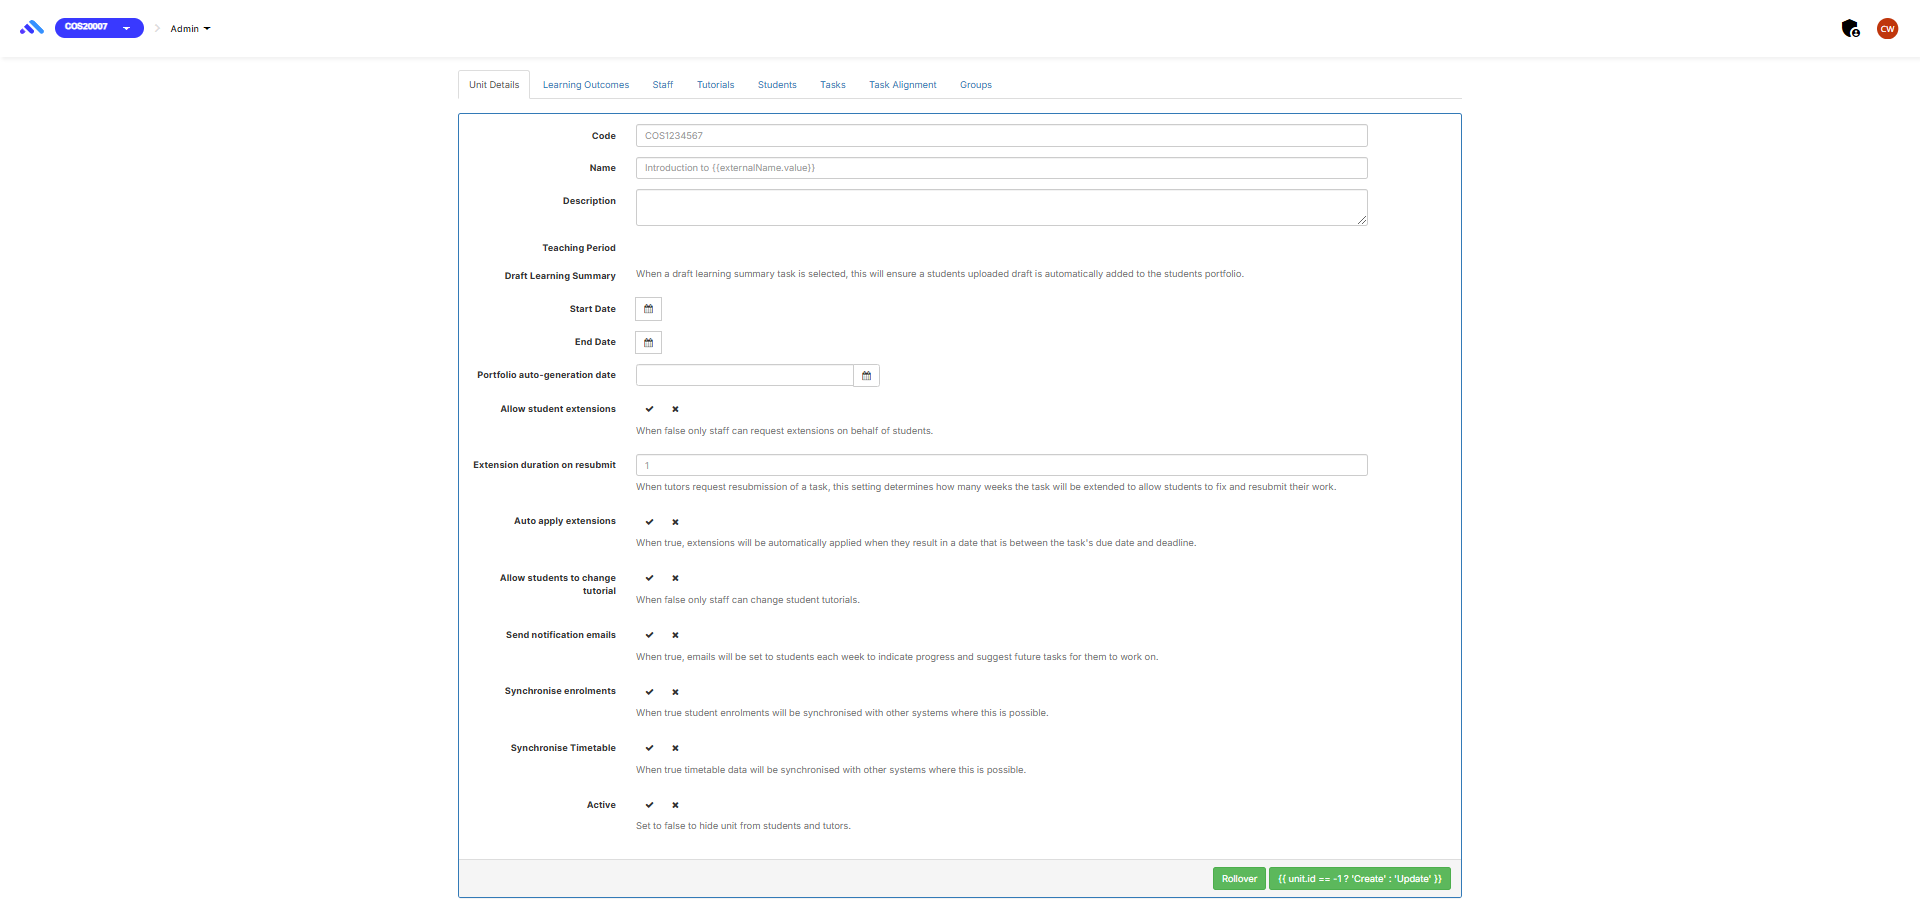 COS20007
Admin
CW
Unit Details
Learning Outcomes
Staff
Tutorials
Students
Tasks
Task Alignment
Groups
Code
COS1234567
Name
Introduction to {{externalName.value}}
Description
Teaching Period
Draft Learning Summary
When a draft learning summary task is selected, this will ensure a students uploaded draft is automatically added to the students portfolio.
Start Date
End Date
Portfolio auto-generation date
Allow student extensions
When false only staff can request extensions on behalf of students.
Extension duration on resubmit
1
When tutors request resubmission of a task, this setting determines how many weeks the task will be extended to allow students to fix and resubmit their work.
Auto apply extensions
When true, extensions will be automatically applied when they result in a date that is between the task's due date and deadline.
Allow students to change
tutorial
When false only staff can change student tutorials.
Send notification emails
When true, emails will be set to students each week to indicate progress and suggest future tasks for them to work on.
Synchronise enrolments
When true student enrolments will be synchronised with other systems where this is possible.
Synchronise Timetable
When true timetable data will be synchronised with other systems where this is possible.
Active
Set to false to hide unit from students and tutors.
Rollover
{{ unit.id == -1 ? 'Create' : 'Update' }}